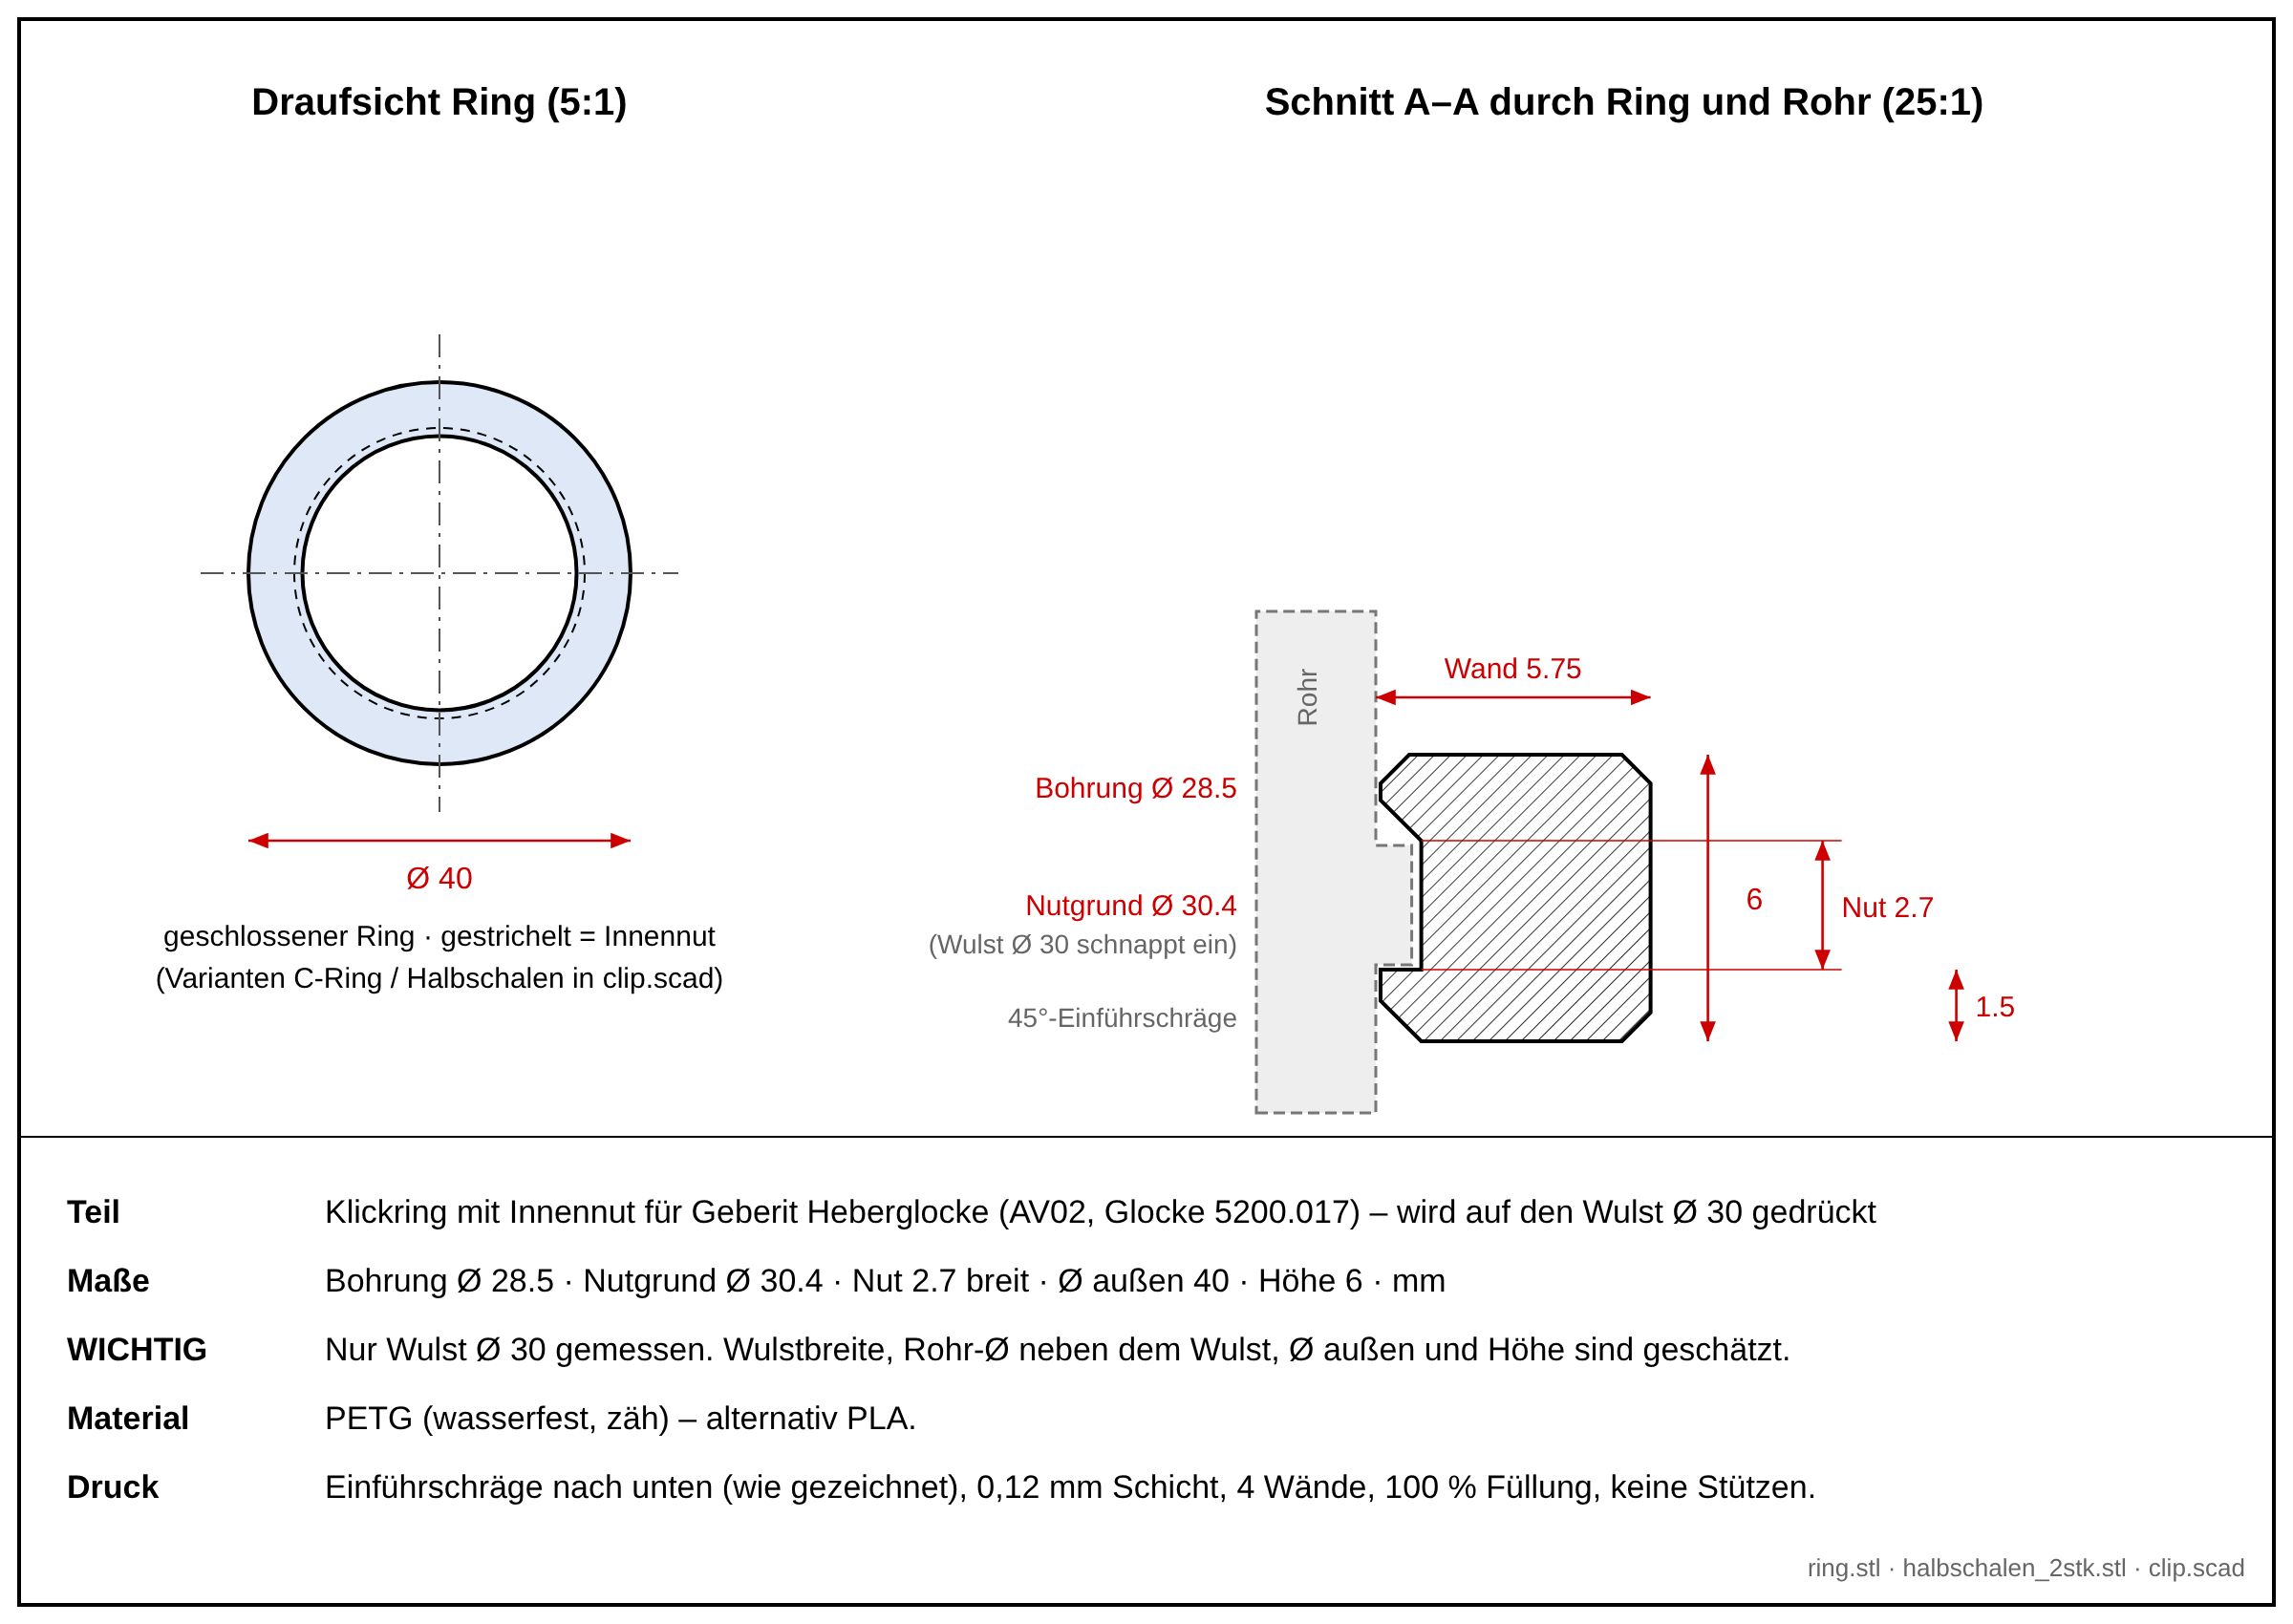 Draufsicht Ring (5:1)
Schnitt A–A durch Ring und Rohr (25:1)
Rohr
Wand 5.75
Bohrung Ø 28.5
Nutgrund Ø 30.4
(Wulst Ø 30 schnappt ein)
45°-Einführschräge
6
Nut 2.7
1.5
Ø 40
geschlossener Ring · gestrichelt = Innennut
(Varianten C-Ring / Halbschalen in clip.scad)
Teil Klickring mit Innennut für Geberit Heberglocke (AV02, Glocke 5200.017) – wird auf den Wulst Ø 30 gedrückt
Maße Bohrung Ø 28.5 · Nutgrund Ø 30.4 · Nut 2.7 breit · Ø außen 40 · Höhe 6 · mm
WICHTIG Nur Wulst Ø 30 gemessen. Wulstbreite, Rohr-Ø neben dem Wulst, Ø außen und Höhe sind geschätzt.
Material PETG (wasserfest, zäh) – alternativ PLA.
Druck Einführschräge nach unten (wie gezeichnet), 0,12 mm Schicht, 4 Wände, 100 % Füllung, keine Stützen.
ring.stl · halbschalen_2stk.stl · clip.scad